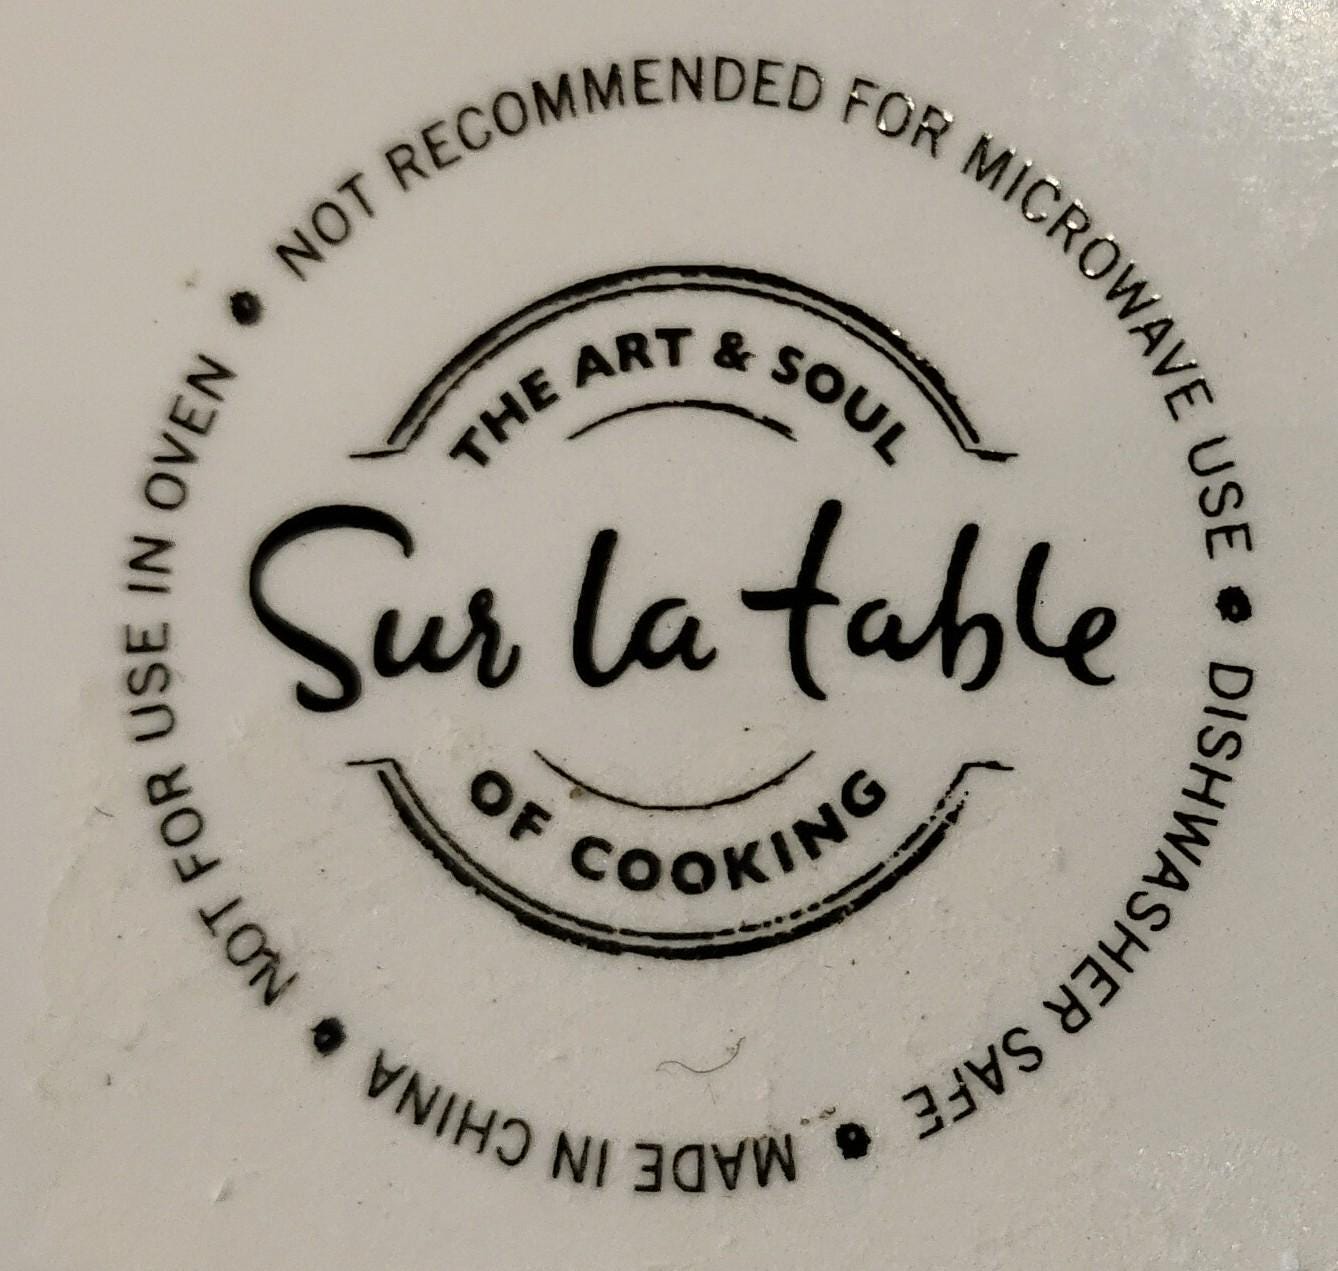 NOT RECOMMENDED FOR MICROWAVE USE • DISHWASHER SAFE • MADE IN CHINA • NOT FOR USE IN OVEN •
THE ART & SOUL
Sur la table
OF COOKING